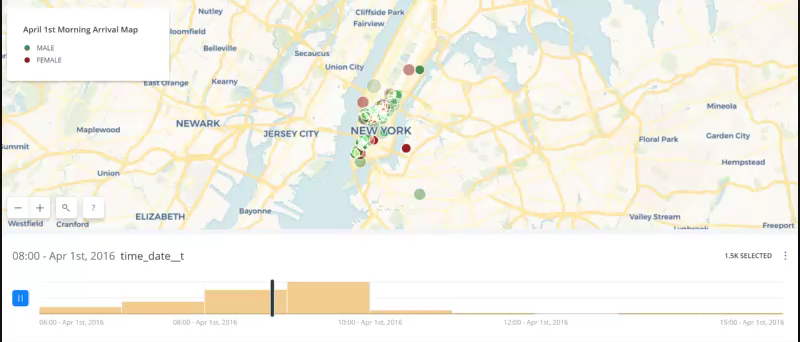 Nutley
Cliffside Park
Fairview
April 1st Morning Arrival Map
MALE
FEMALE
loomfield
Belleville
Secaucus
Union City
East Orange
Kearny
NEWARK
JERSEY CITY
NEW YORK
Maplewood
Summit
Union
Mineola
Garden City
Floral Park
Hempstead
− + ?
Westfield
Cranford
ELIZABETH
Bayonne
Valley Stream
Freeport
08:00 - Apr 1st, 2016 time_date__t
1.5K SELECTED
06:00 - Apr 1st, 2016
08:00 - Apr 1st, 2016
10:00 - Apr 1st, 2016
12:00 - Apr 1st, 2016
15:00 - Apr 1st, 2016